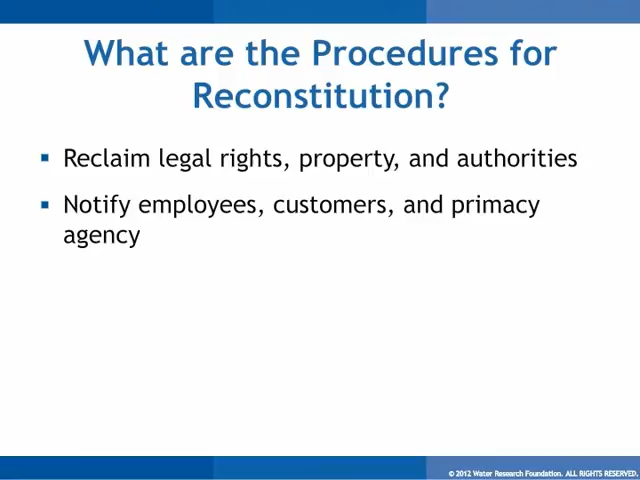 What are the Procedures for
Reconstitution?
▪ Reclaim legal rights, property, and authorities
▪ Notify employees, customers, and primacy
agency
© 2012 Water Research Foundation. ALL RIGHTS RESERVED.